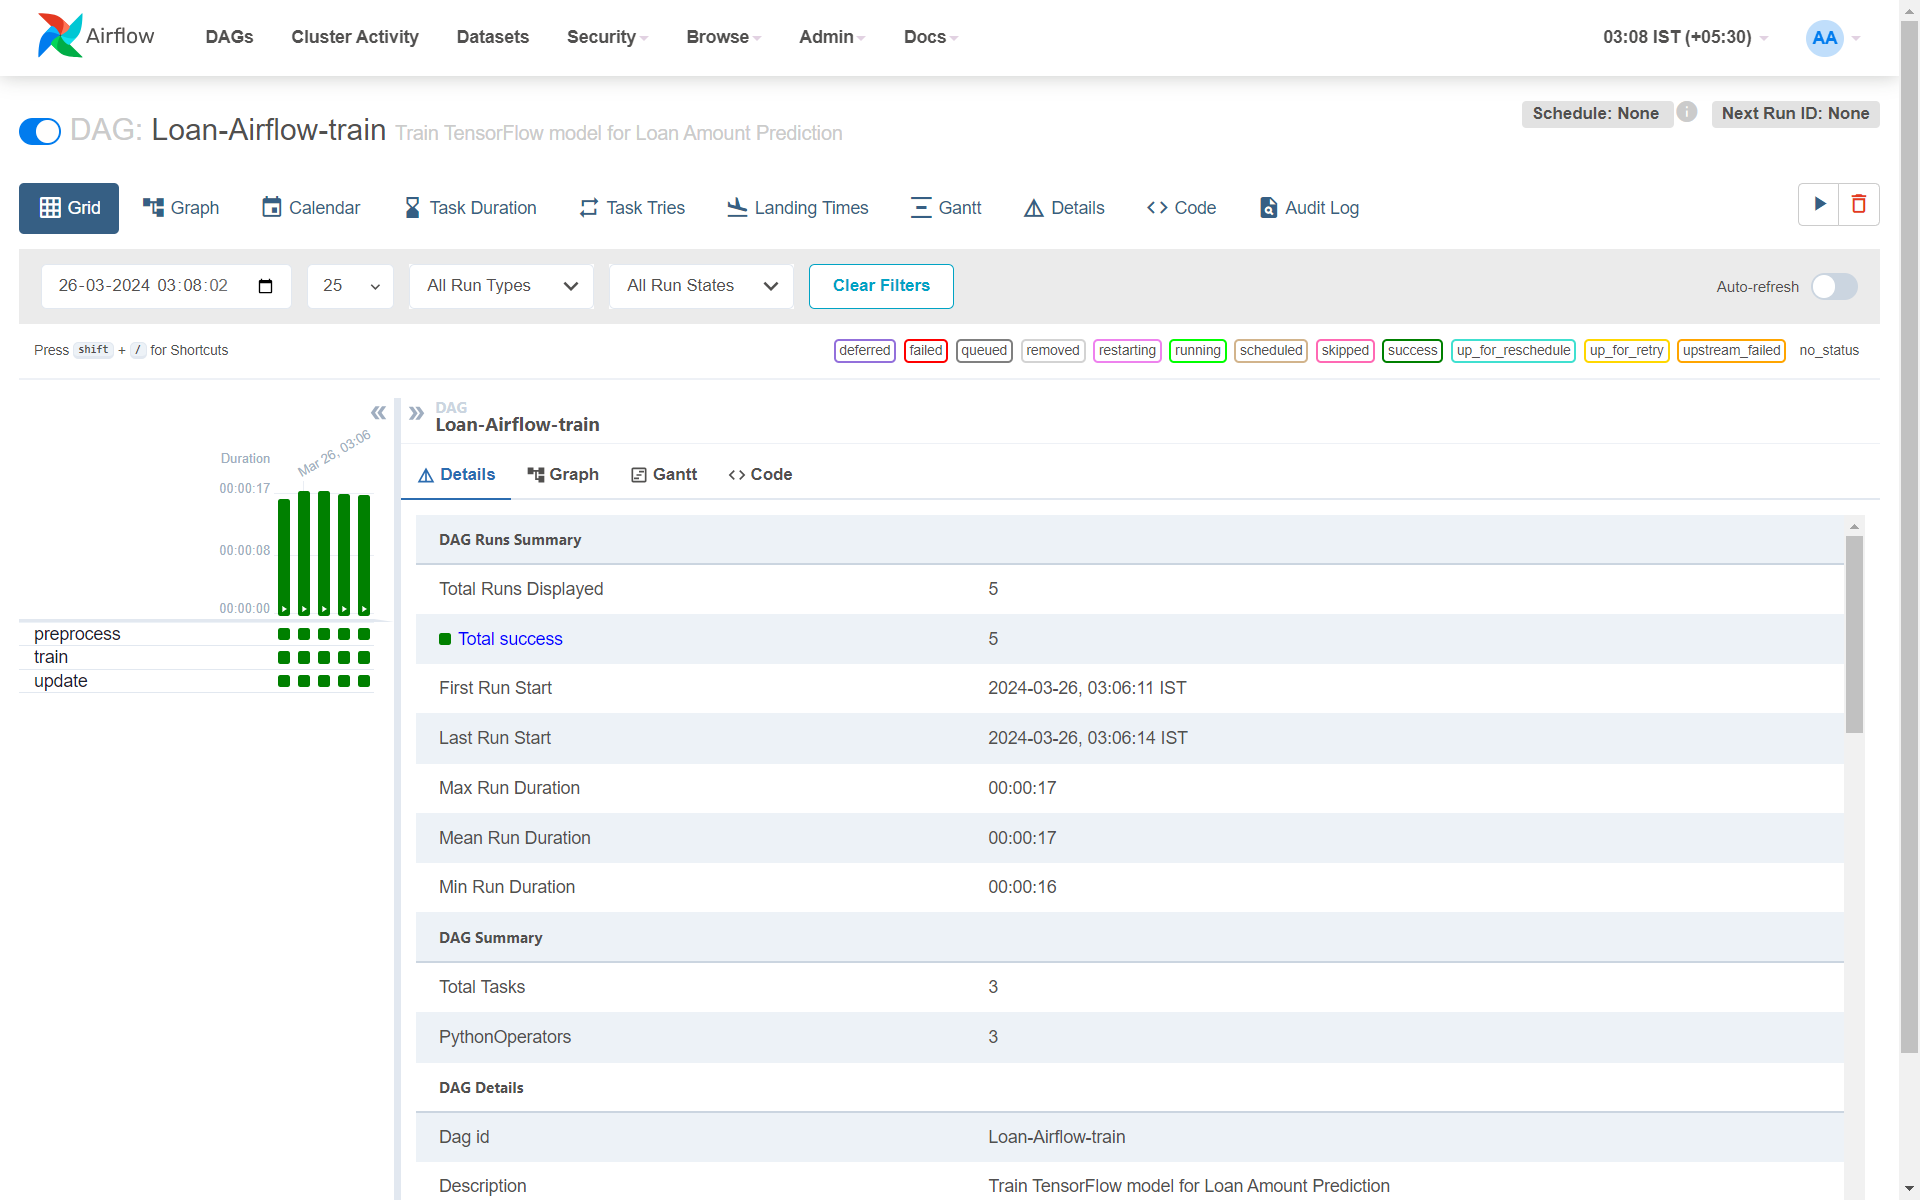 Airflow DAGs Cluster Activity Datasets Security Browse Admin Docs 03:08 IST (+05:30) AA
Schedule: None Next Run ID: None
DAG: Loan-Airflow-train Train TensorFlow model for Loan Amount Prediction
Grid Graph Calendar Task Duration Task Tries Landing Times Gantt Details Code Audit Log
26-03-2024 03:08:02 25 All Run Types All Run States Clear Filters Auto-refresh
Press shift + / for Shortcuts deferred failed queued removed restarting running scheduled skipped success up_for_reschedule up_for_retry upstream_failed no_status
DAG
Loan-Airflow-train
Mar 26, 03:06
Duration
00:00:17
00:00:08
00:00:00
preprocess
train
update
Details Graph Gantt Code
DAG Runs Summary
Total Runs Displayed 5
Total success 5
First Run Start 2024-03-26, 03:06:11 IST
Last Run Start 2024-03-26, 03:06:14 IST
Max Run Duration 00:00:17
Mean Run Duration 00:00:17
Min Run Duration 00:00:16
DAG Summary
Total Tasks 3
PythonOperators 3
DAG Details
Dag id Loan-Airflow-train
Description Train TensorFlow model for Loan Amount Prediction